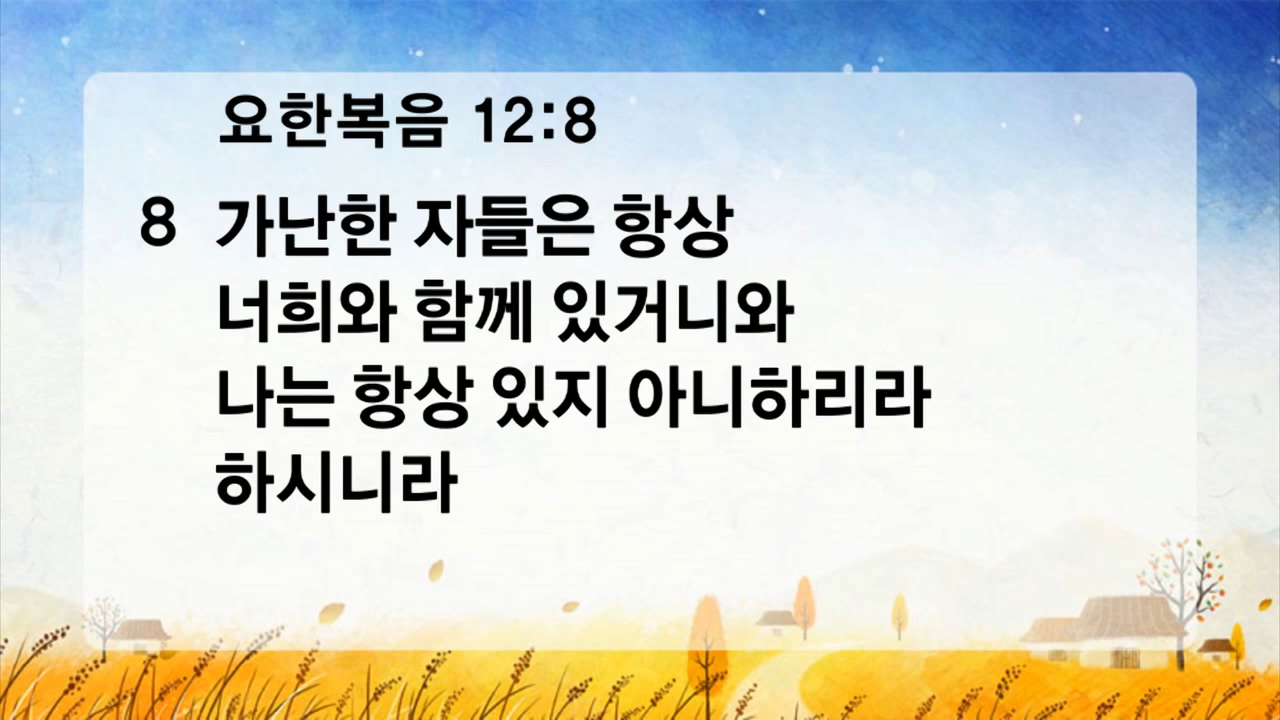 요한복음 12:8
8 가난한 자들은 항상
너희와 함께 있거니와
나는 항상 있지 아니하리라
하시니라